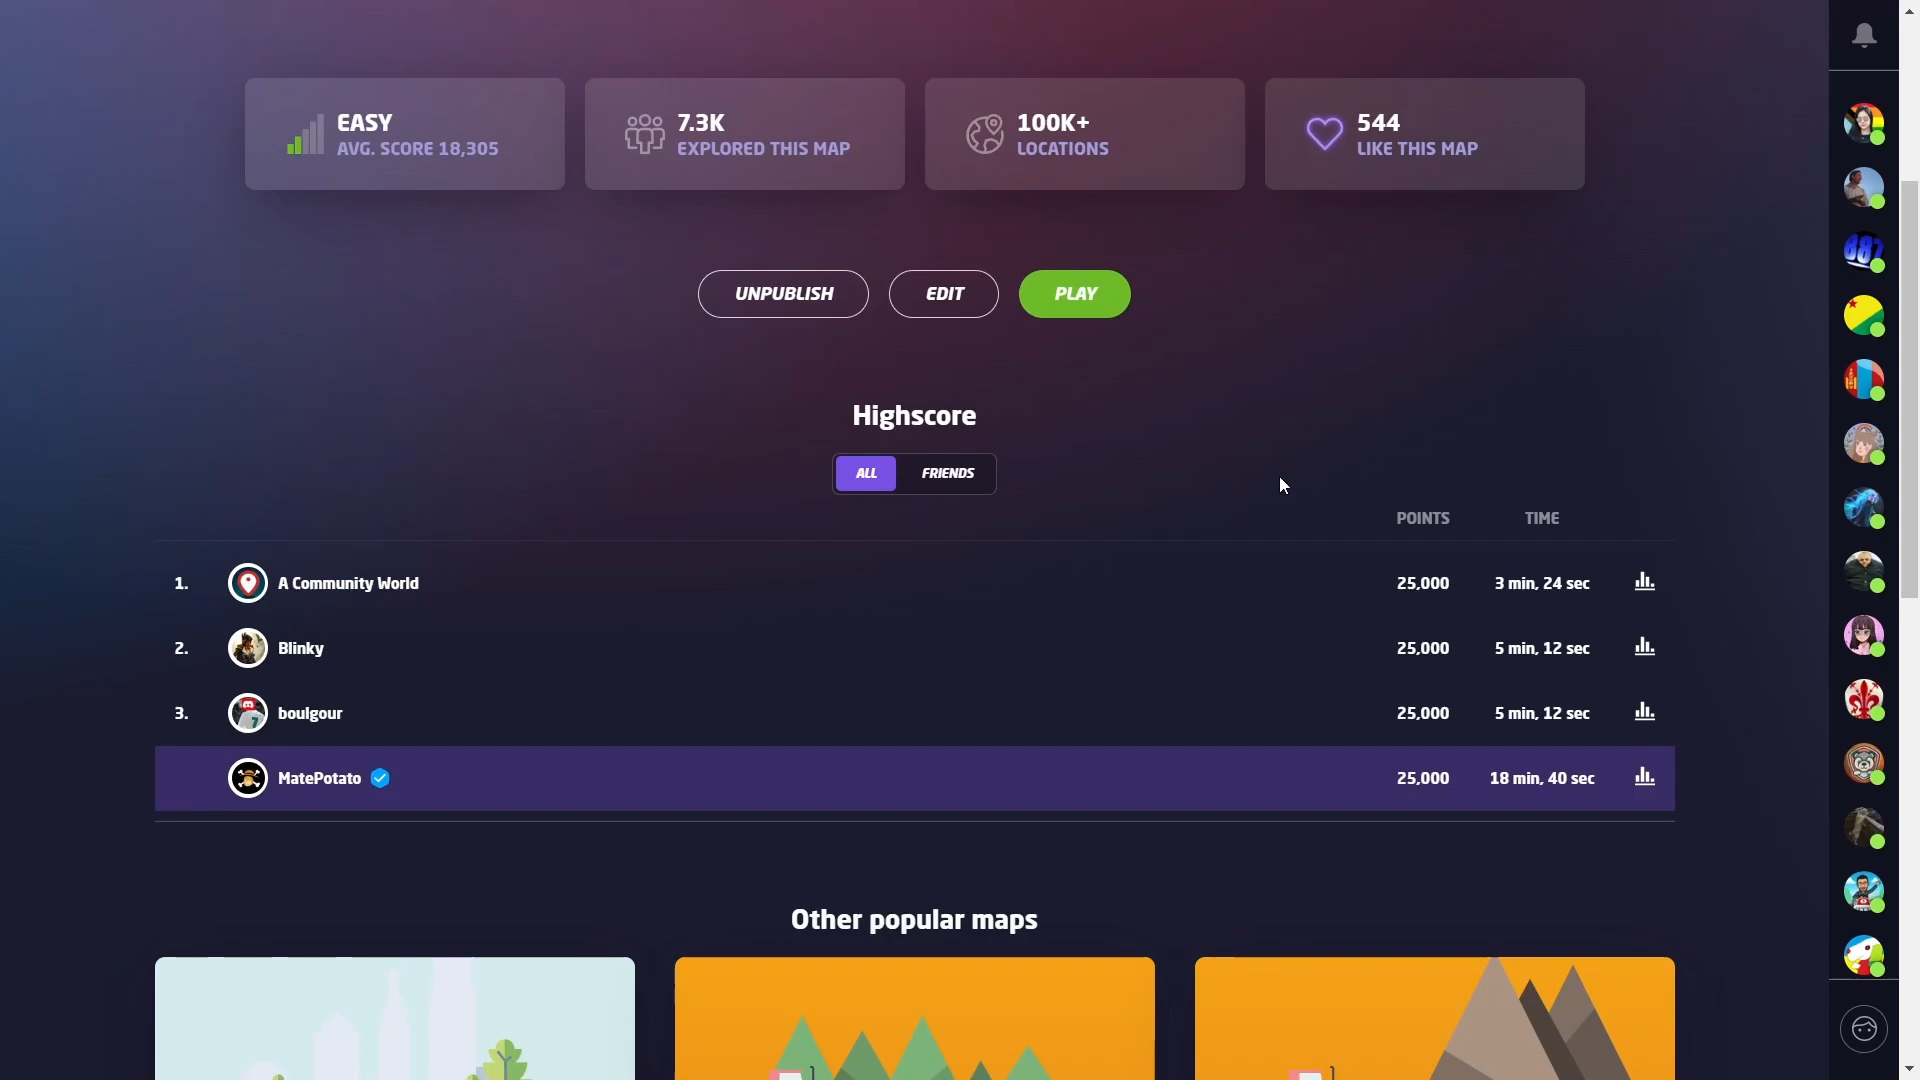 EASY
AVG. SCORE 18,305
7.3K
EXPLORED THIS MAP
100K+
LOCATIONS
544
LIKE THIS MAP
UNPUBLISH
EDIT
PLAY
Highscore
ALL
FRIENDS
POINTS TIME
1. A Community World 25,000 3 min, 24 sec
2. Blinky 25,000 5 min, 12 sec
3. boulgour 25,000 5 min, 12 sec
MatePotato 25,000 18 min, 40 sec
Other popular maps